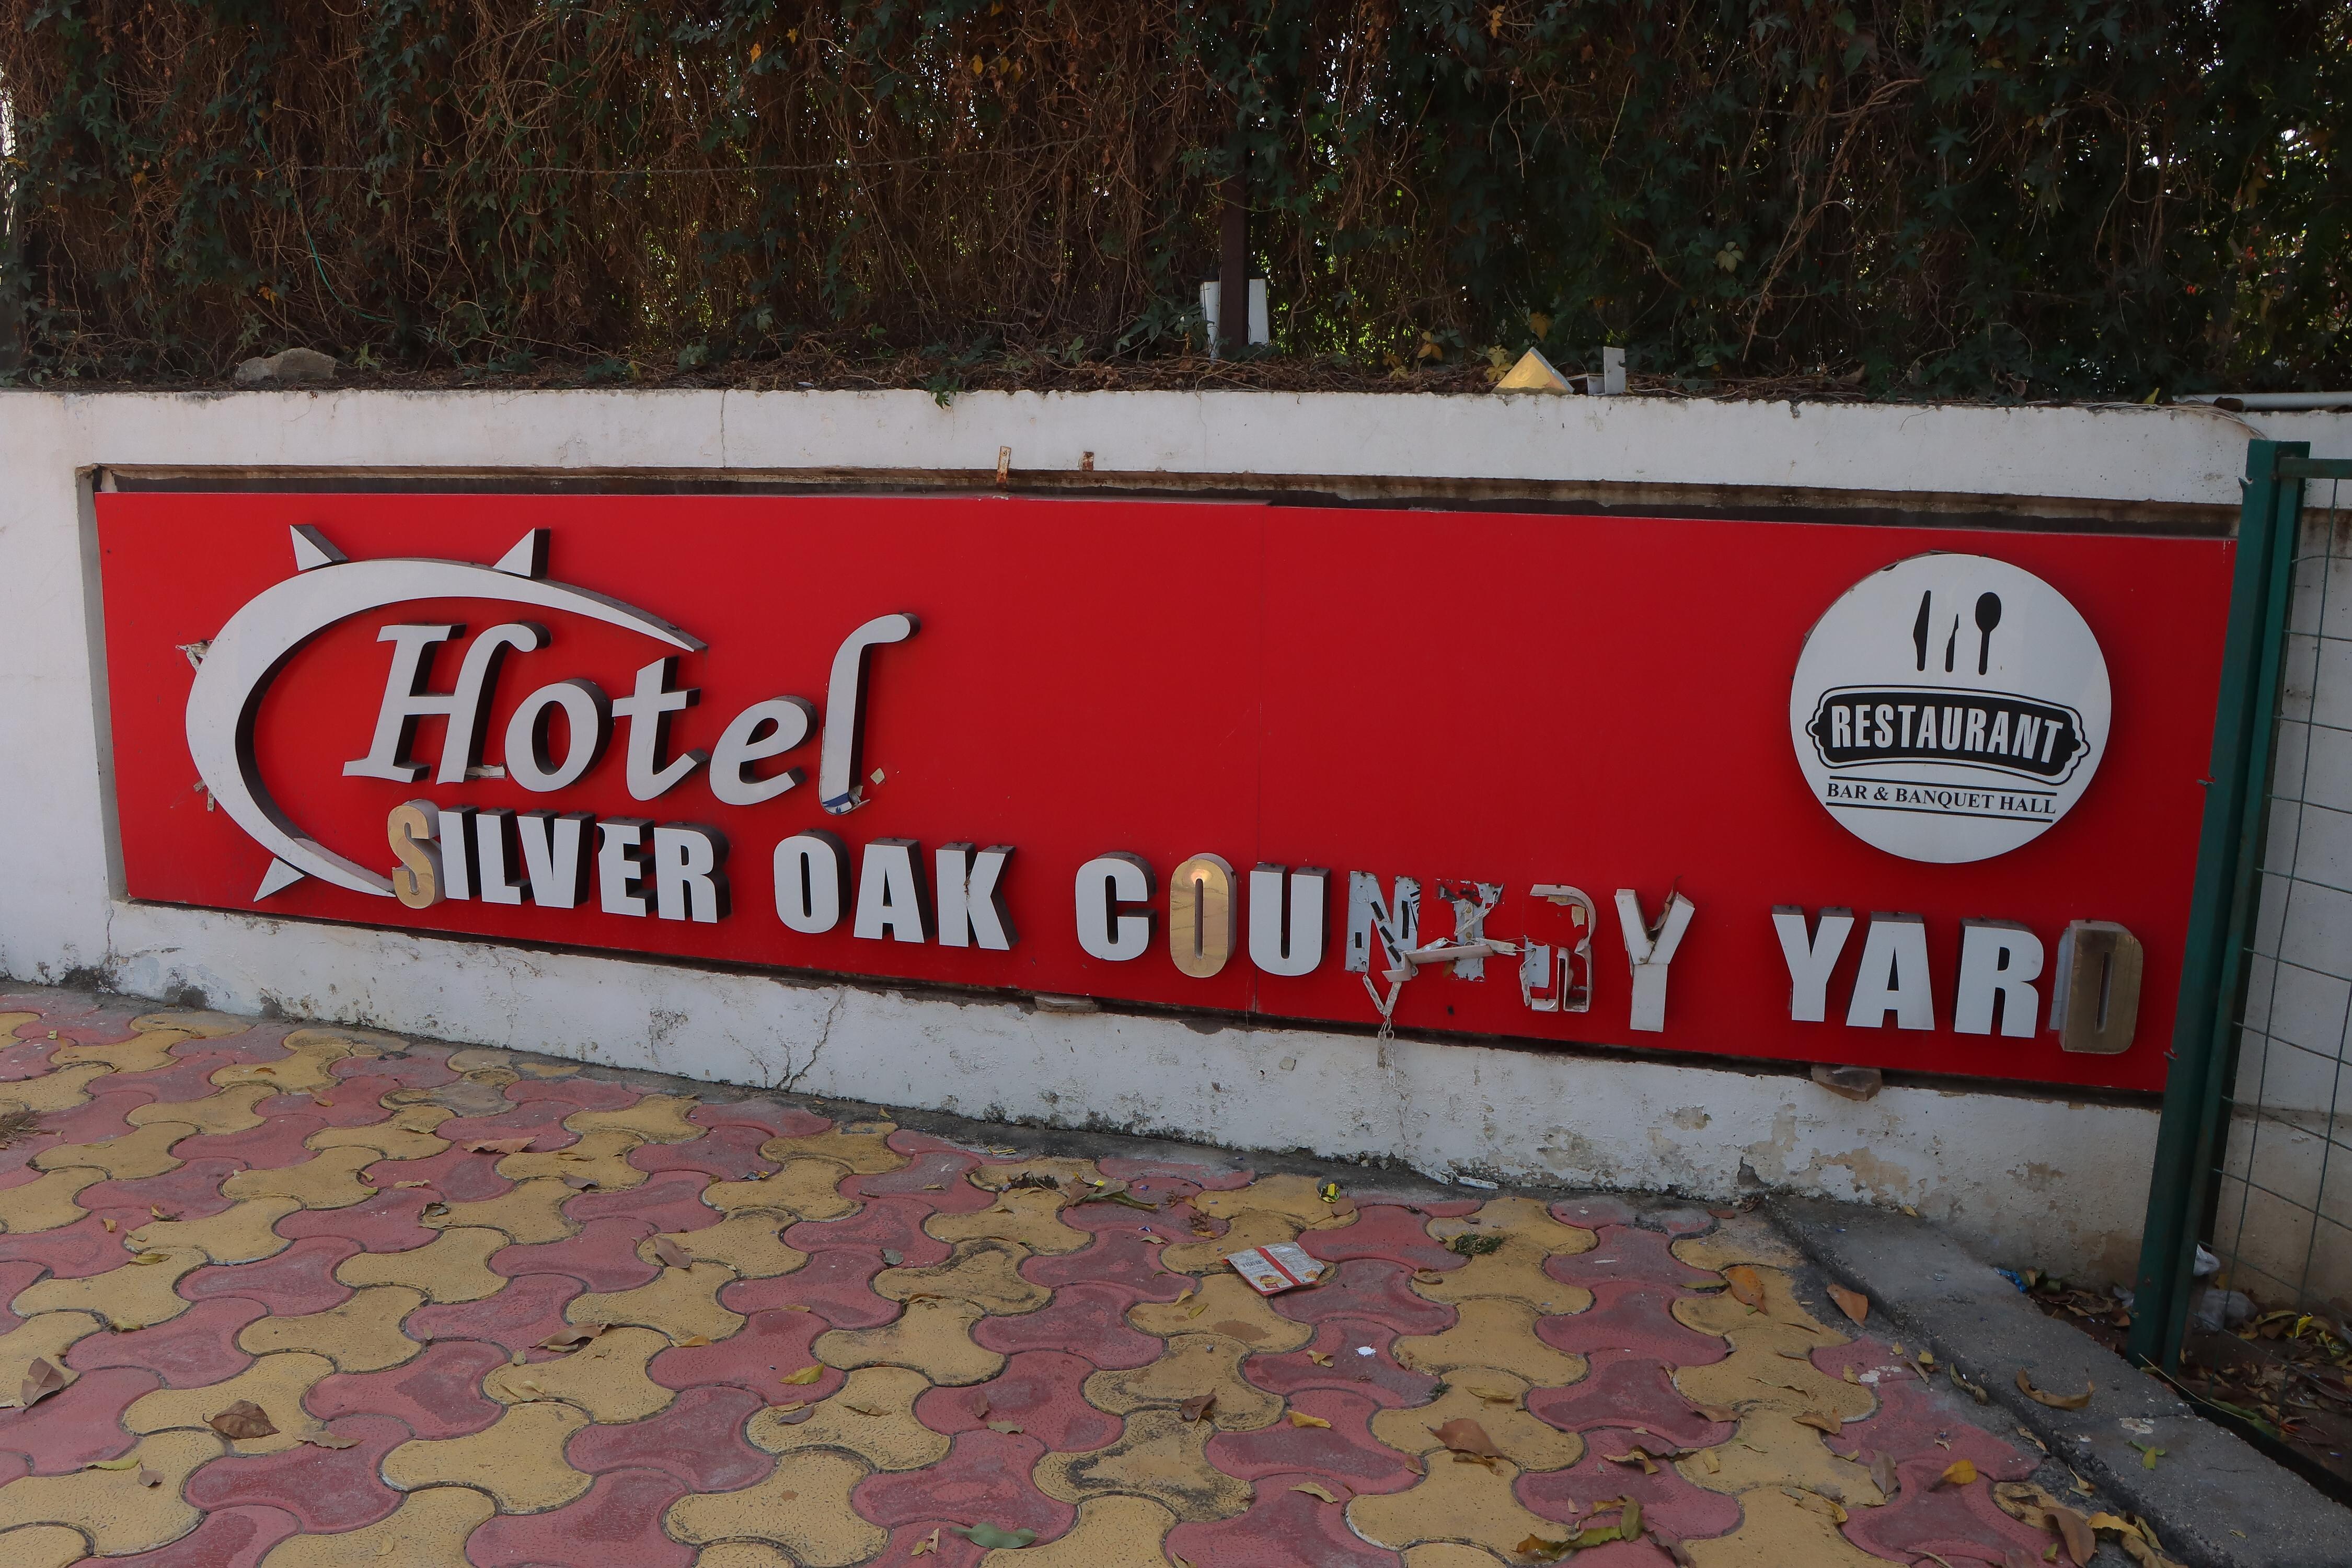 Hotel
SILVER OAK COUNTRY YARD
RESTAURANT
BAR & BANQUET HALL